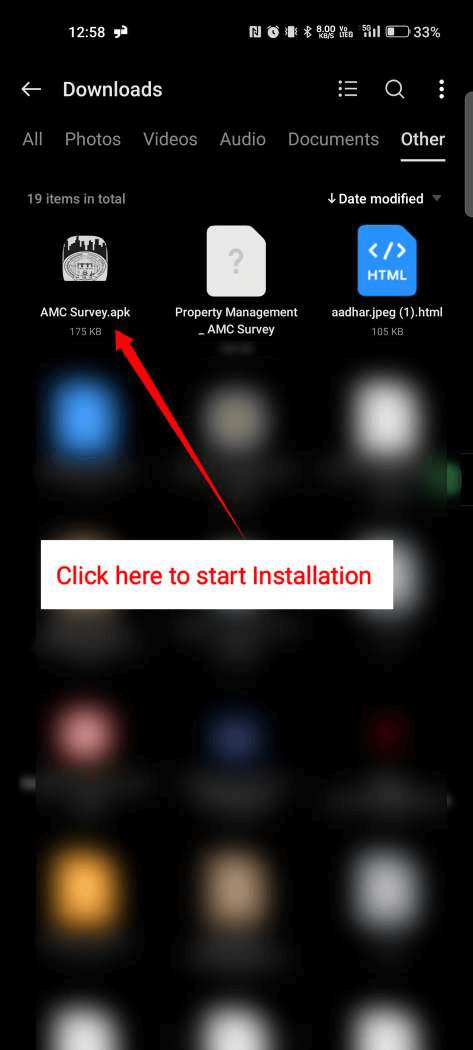 12:58 8.00 KB/S Vo LTE 5G 33%
Downloads
All Photos Videos Audio Documents Other
19 items in total Date modified
?
</>
HTML
AMC Survey.apk Property Management aadhar.jpeg (1).html
175 KB _ AMC Survey 105 KB
Click here to start Installation